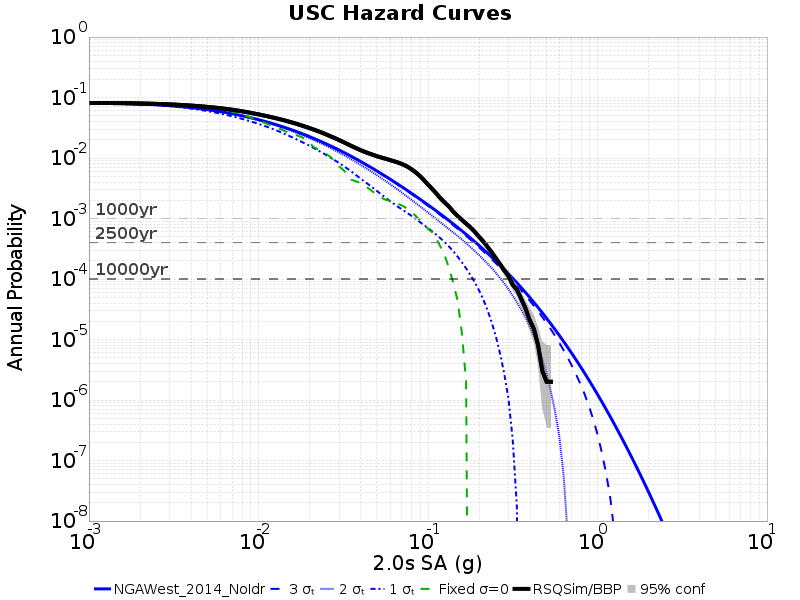 USC Hazard Curves
Annual Probability
10^0
10^-1
10^-2
10^-3
10^-4
10^-5
10^-6
10^-7
10^-8
1000yr
2500yr
10000yr
10^-3 10^-2 10^-1 10^0 10^1
2.0s SA (g)
NGAWest_2014_NoIdr 3 σₜ 2 σₜ 1 σₜ Fixed σ=0 RSQSim/BBP 95% conf